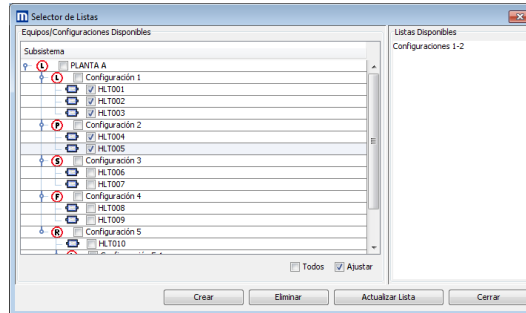 Selector de Listas
Equipos/Configuraciones Disponibles
Listas Disponibles
Subsistema
Configuraciones 1-2
L PLANTA A
L Configuración 1
HLT001
HLT002
HLT003
P Configuración 2
HLT004
HLT005
S Configuración 3
HLT006
HLT007
F Configuración 4
HLT008
HLT009
R Configuración 5
HLT010
Todos Ajustar
Crear Eliminar Actualizar Lista Cerrar